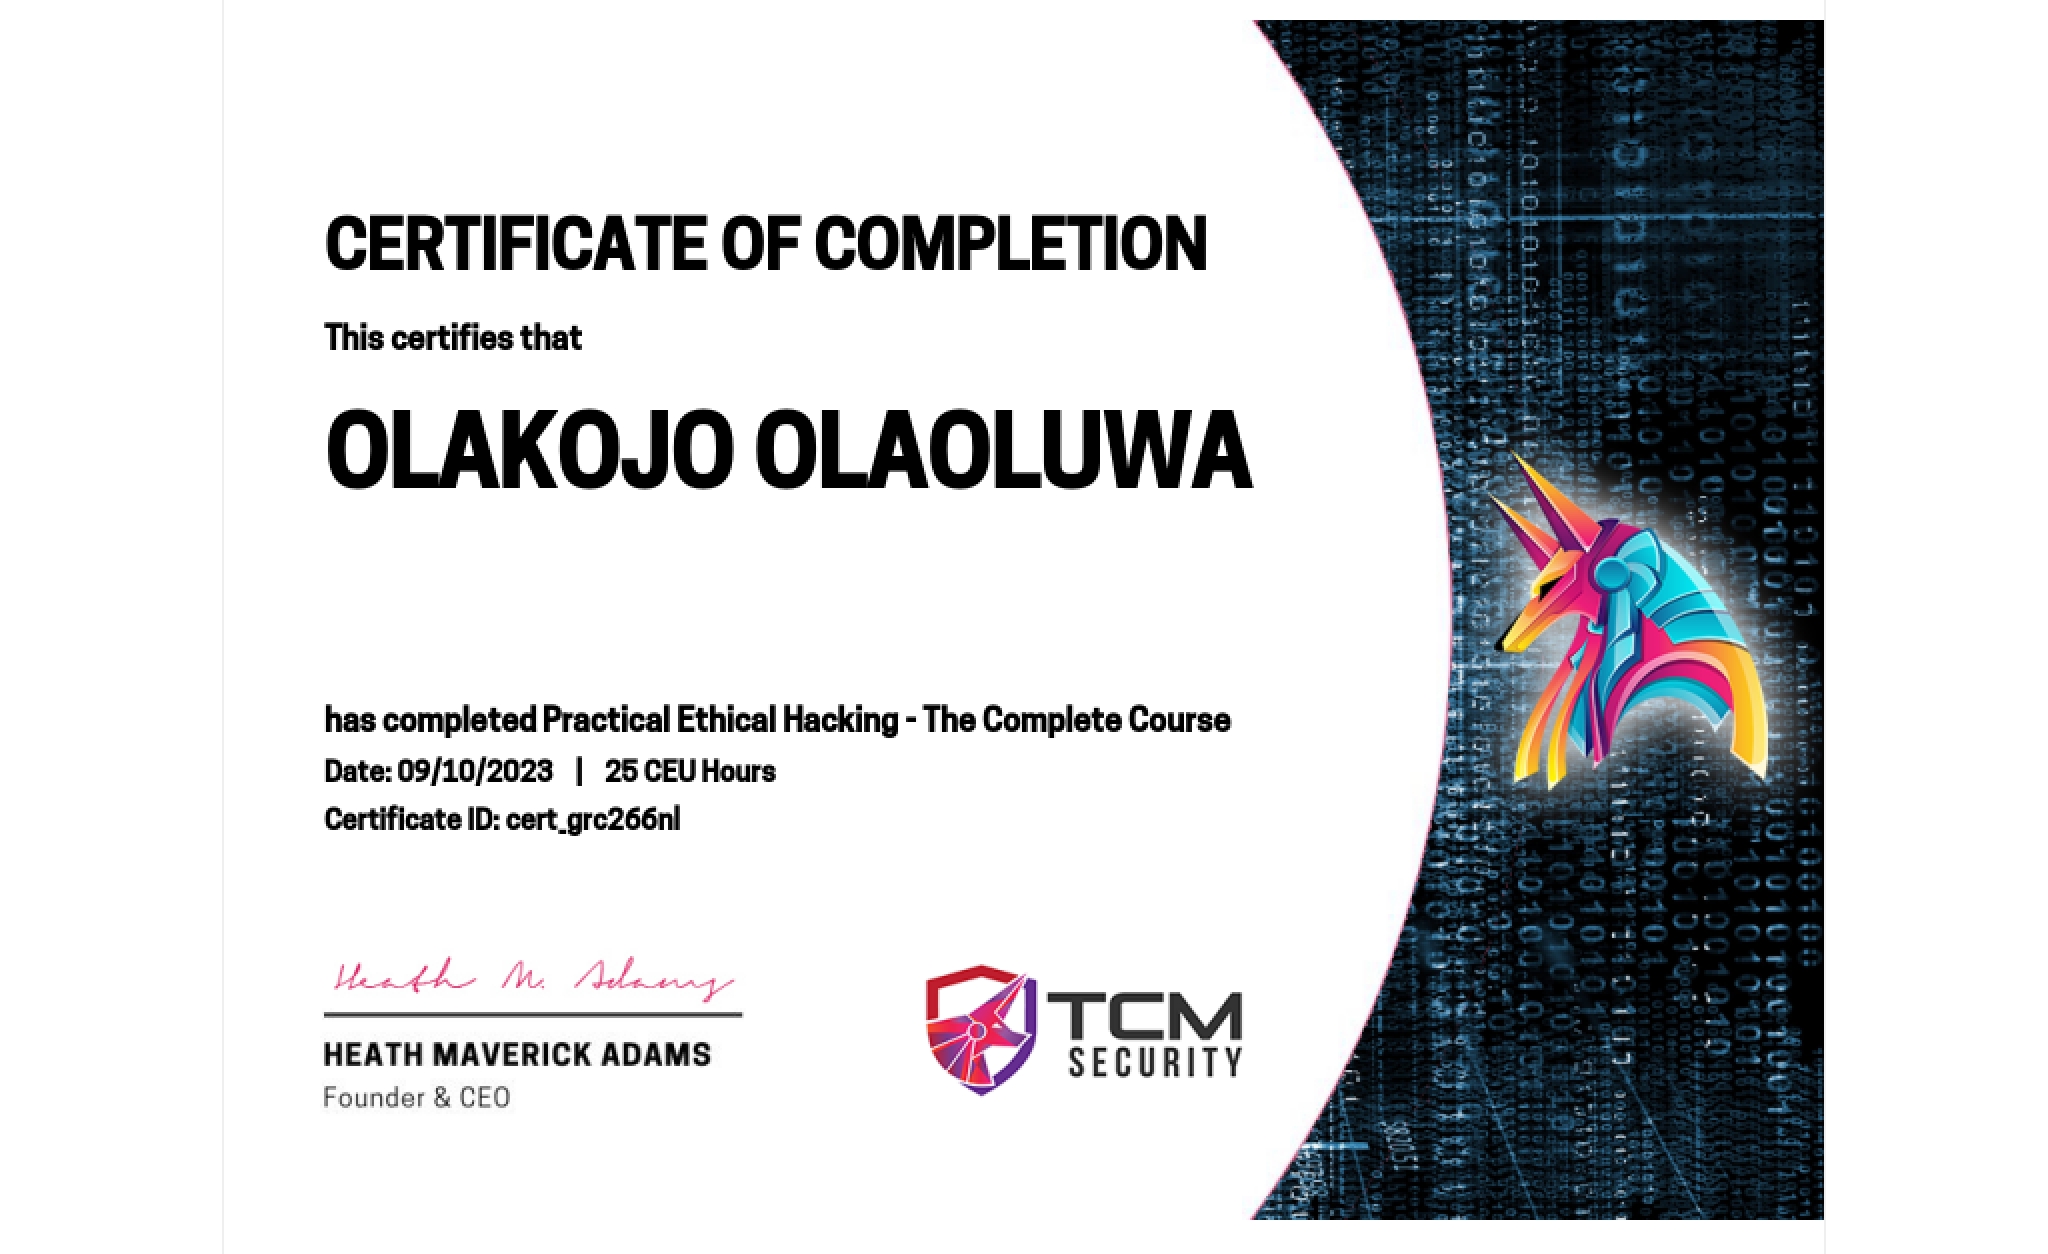 CERTIFICATE OF COMPLETION
This certifies that
OLAKOJO OLAOLUWA
has completed Practical Ethical Hacking - The Complete Course
Date: 09/10/2023 | 25 CEU Hours
Certificate ID: cert_grc266nl
Heath M. Adams
HEATH MAVERICK ADAMS
Founder & CEO
TCM
SECURITY